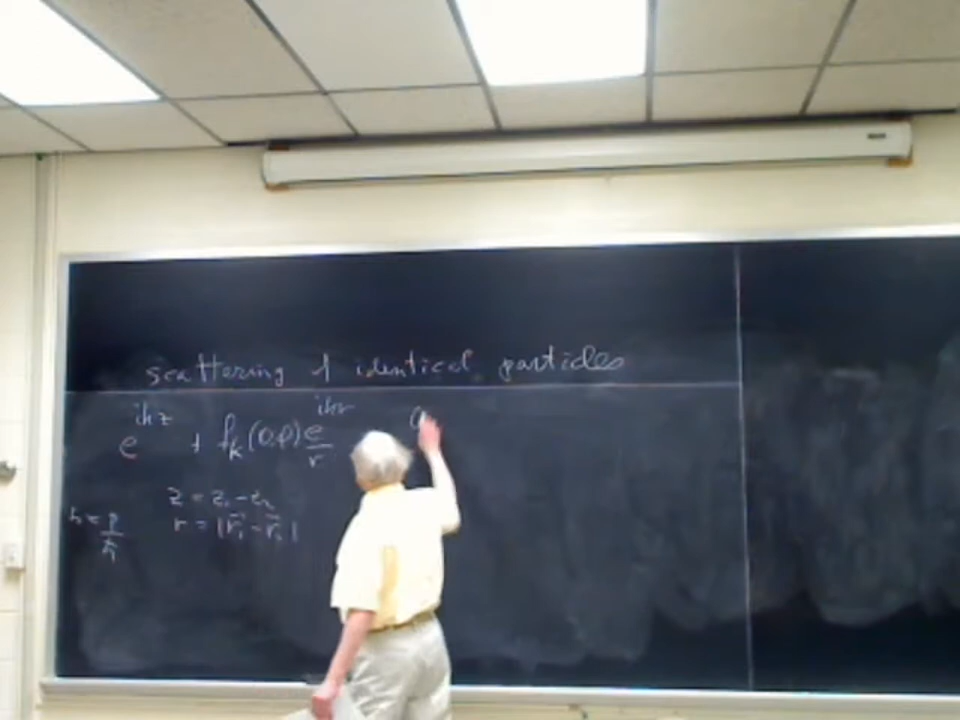 scattering of identical particles
e^{ikz} + f_k(θ,φ) e^{ikr}/r
z = z_1 - z_2
k = p/ħ r = |r⃗_1 - r⃗_2|